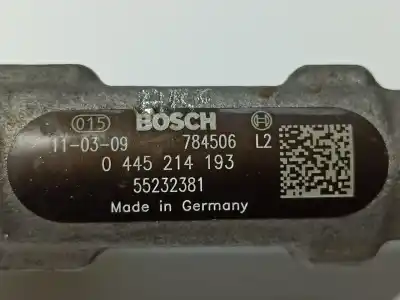 015 BOSCH
11-03-09 784506 L2
0 445 214 193
55232381
Made in Germany